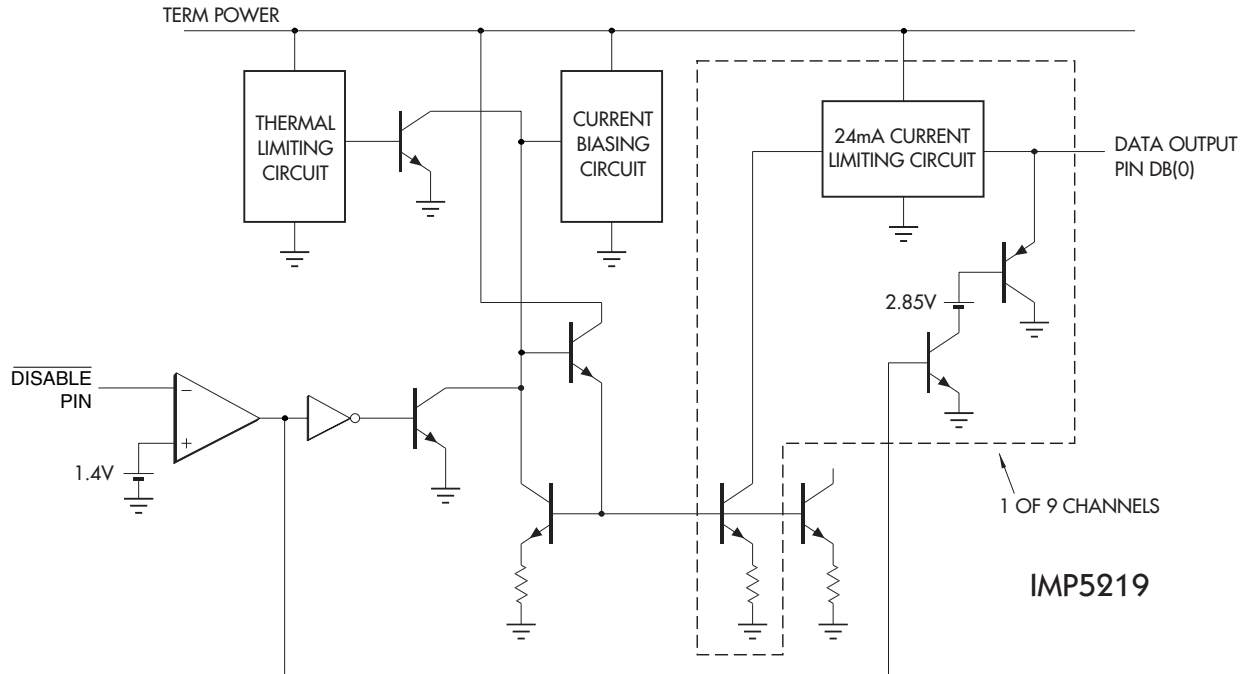 TERM POWER
THERMAL
LIMITING
CIRCUIT
CURRENT
BIASING
CIRCUIT
24mA CURRENT
LIMITING CIRCUIT
DATA OUTPUT
PIN DB(0)
2.85V
DISABLE
PIN
−
+
1.4V
1 OF 9 CHANNELS
IMP5219